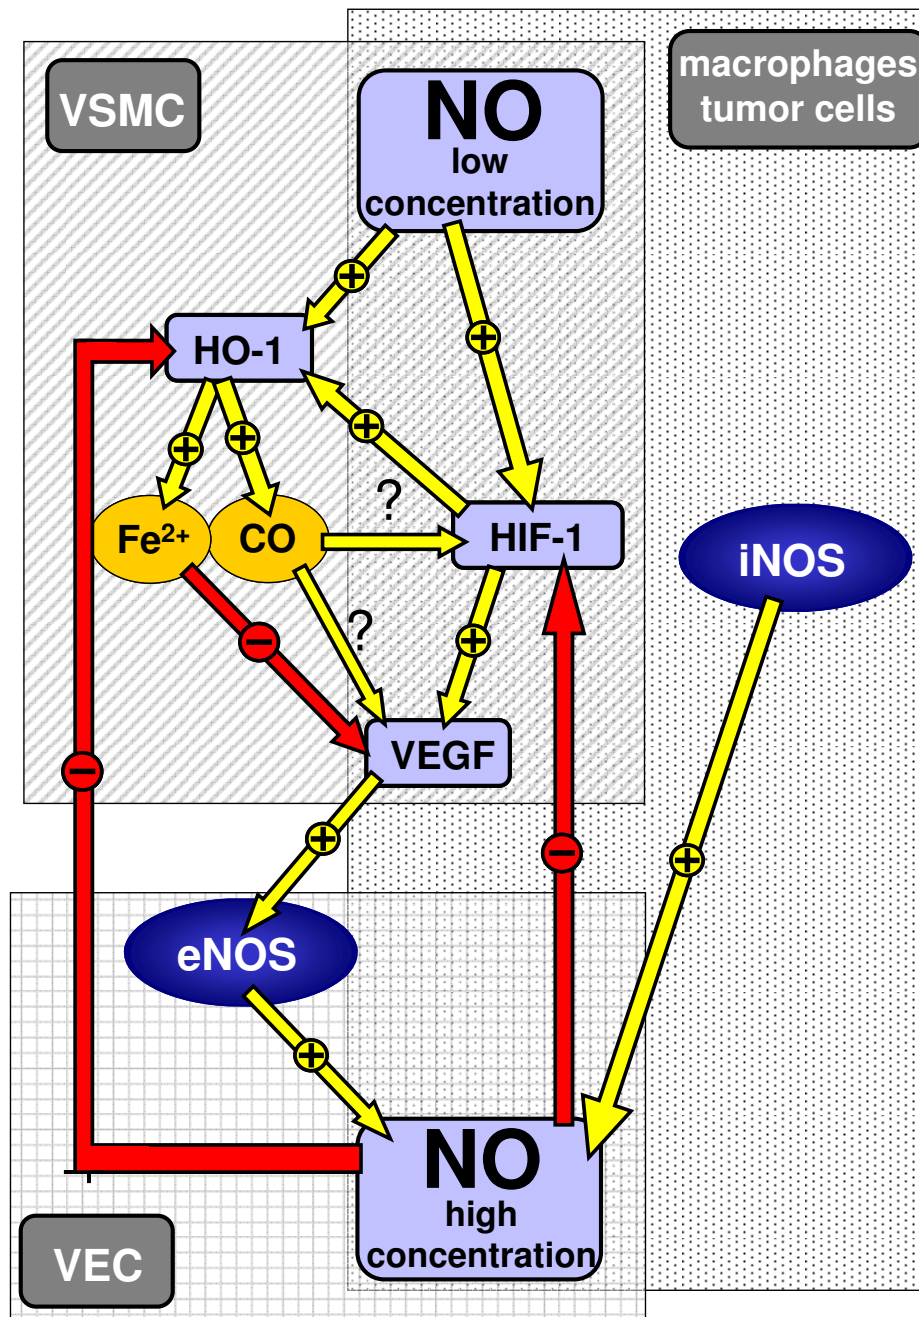 VSMC
macrophages
tumor cells
NO
low
concentration
+
+
HO-1
+
+
+
?
Fe²⁺
CO
HIF-1
iNOS
?
−
+
VEGF
−
+
−
+
eNOS
+
NO
high
concentration
VEC